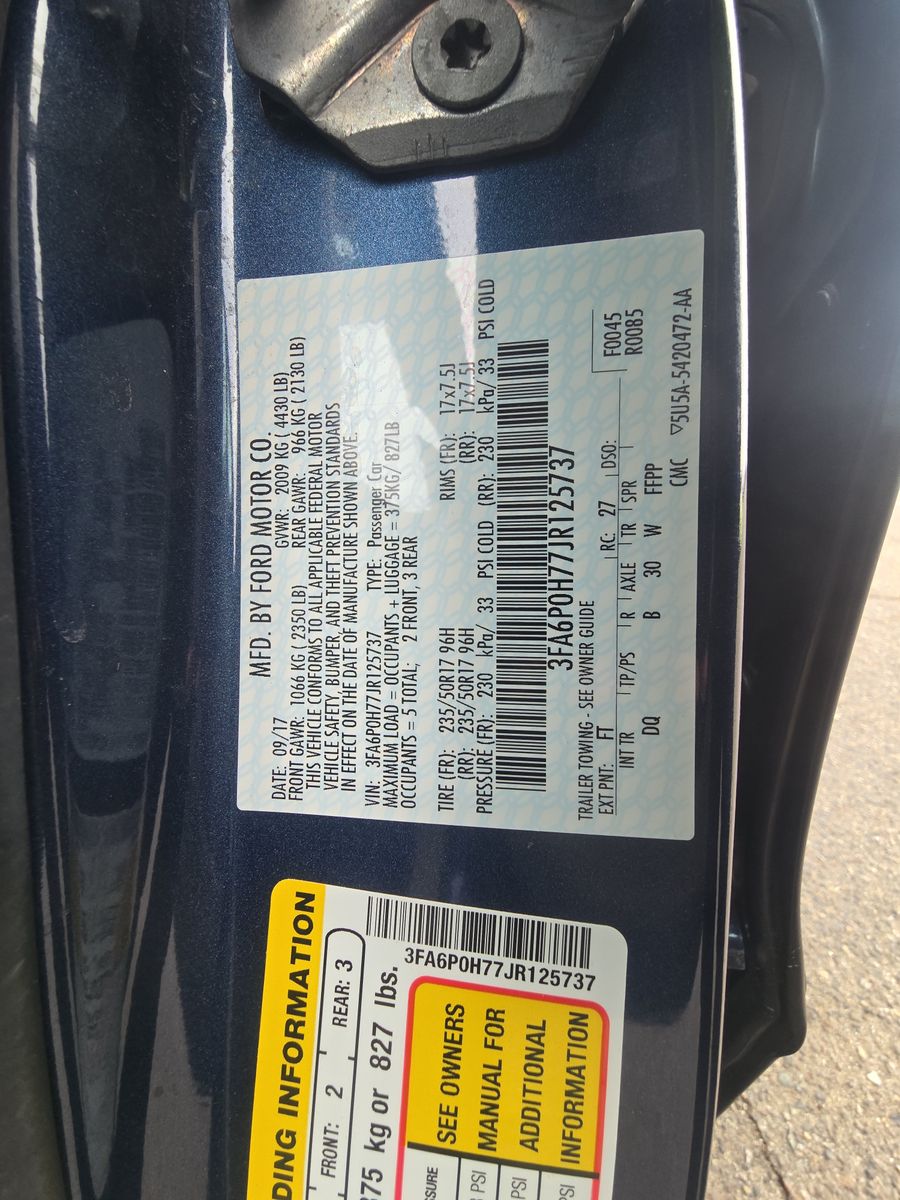 MFD. BY FORD MOTOR CO.
DATE: 09/17 GVWR: 2009 KG ( 4430 LB)
FRONT GAWR: 1066 KG ( 2350 LB) REAR GAWR: 966 KG ( 2130 LB)
THIS VEHICLE CONFORMS TO ALL APPLICABLE FEDERAL MOTOR
VEHICLE SAFETY, BUMPER, AND THEFT PREVENTION STANDARDS
IN EFFECT ON THE DATE OF MANUFACTURE SHOWN ABOVE.
VIN: 3FA6P0H77JR125737 TYPE: Passenger Car
MAXIMUM LOAD = OCCUPANTS + LUGGAGE = 375KG/ 827LB
OCCUPANTS = 5 TOTAL; 2 FRONT, 3 REAR
TIRE (FR): 235/50R17 96H RIMS (FR): 17x7.5J
(RR): 235/50R17 96H (RR): 17x7.5J
PRESSURE (FR): 230 kPa/ 33 PSI COLD (RR): 230 kPa/ 33 PSI COLD
3FA6P0H77JR125737
TRAILER TOWING - SEE OWNER GUIDE
F0045
R0085
EXT PNT: FT RC: 27 DSO:
INT TR TP/PS R AXLE TR SPR
DQ B 30 W FFPP
CMC ▽5U5A-5420472-AA
DING INFORMATION
FRONT: 2 REAR: 3
375 kg or 827 lbs.
3FA6P0H77JR125737
SSURE
PSI
PSI
PSI
SEE OWNERS
MANUAL FOR
ADDITIONAL
INFORMATION